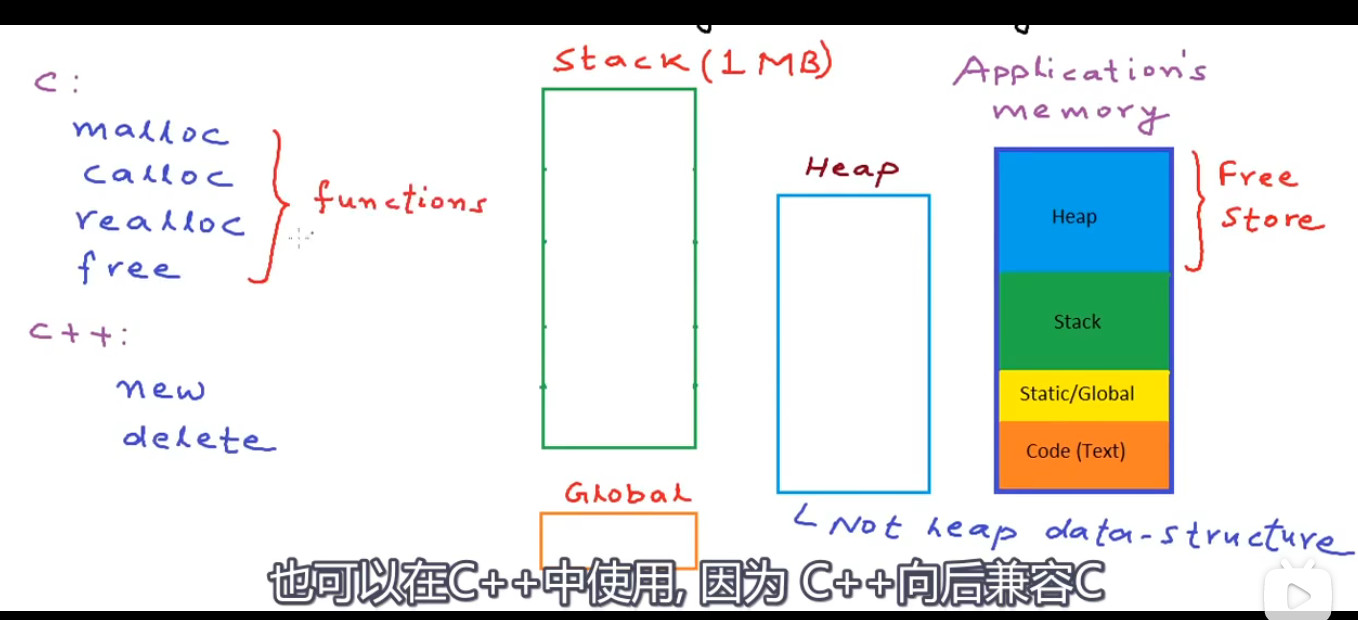 C:
malloc
calloc
realloc
free
functions
C++:
new
delete
Stack (1 MB)
Global
Heap
Application's
memory
Heap
Stack
Static/Global
Code (Text)
Free
Store
Not heap data-structure
也可以在C++中使用, 因为 C++向后兼容C